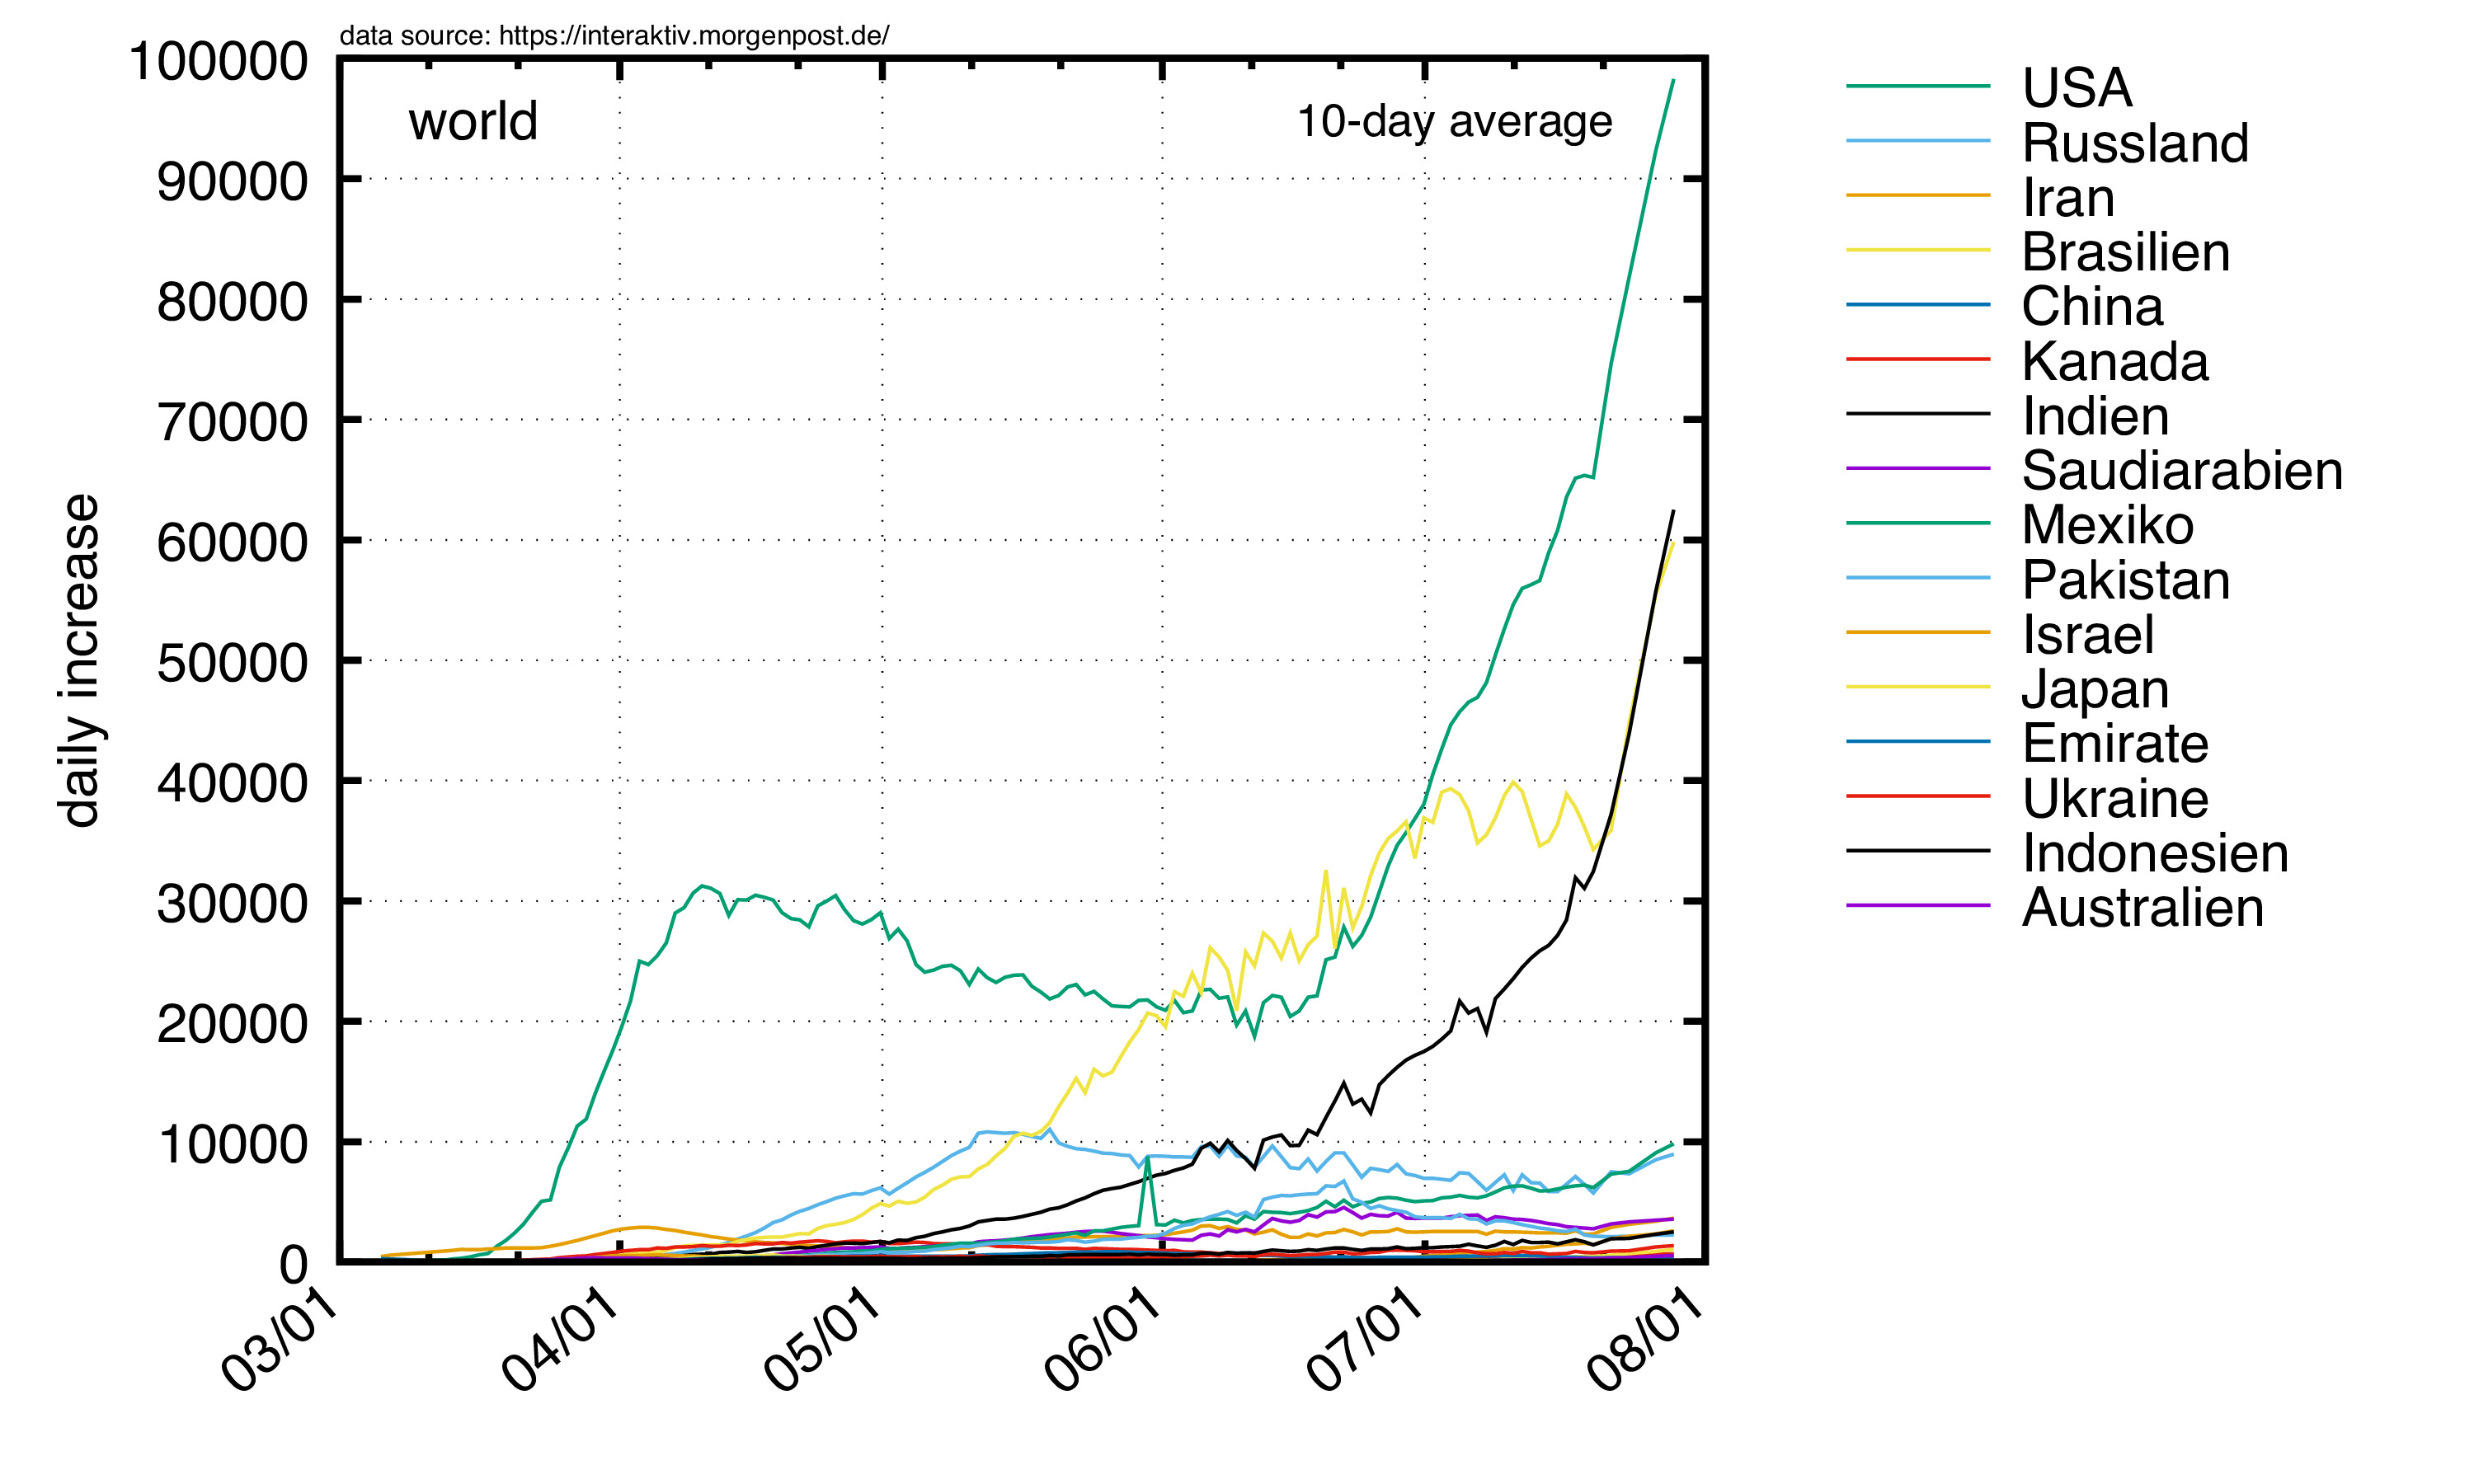 data source: https://interaktiv.morgenpost.de/
world
10-day average
daily increase
100000
90000
80000
70000
60000
50000
40000
30000
20000
10000
0
03/01
04/01
05/01
06/01
07/01
08/01
USA
Russland
Iran
Brasilien
China
Kanada
Indien
Saudiarabien
Mexiko
Pakistan
Israel
Japan
Emirate
Ukraine
Indonesien
Australien